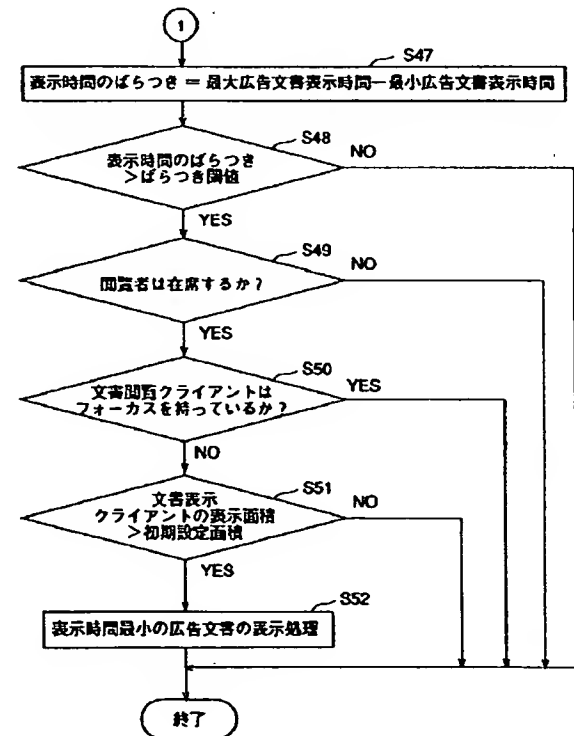 1
S47
表示時間のばらつき = 最大広告文書表示時間ー最小広告文書表示時間
S48
表示時間のばらつき
>ばらつき閾値
NO
YES
S49
閲覧者は在席するか?
NO
YES
S50
文書閲覧クライアントは
フォーカスを持っているか?
YES
NO
S51
文書表示
クライアントの表示面積
>初期設定面積
NO
YES
S52
表示時間最小の広告文書の表示処理
終了